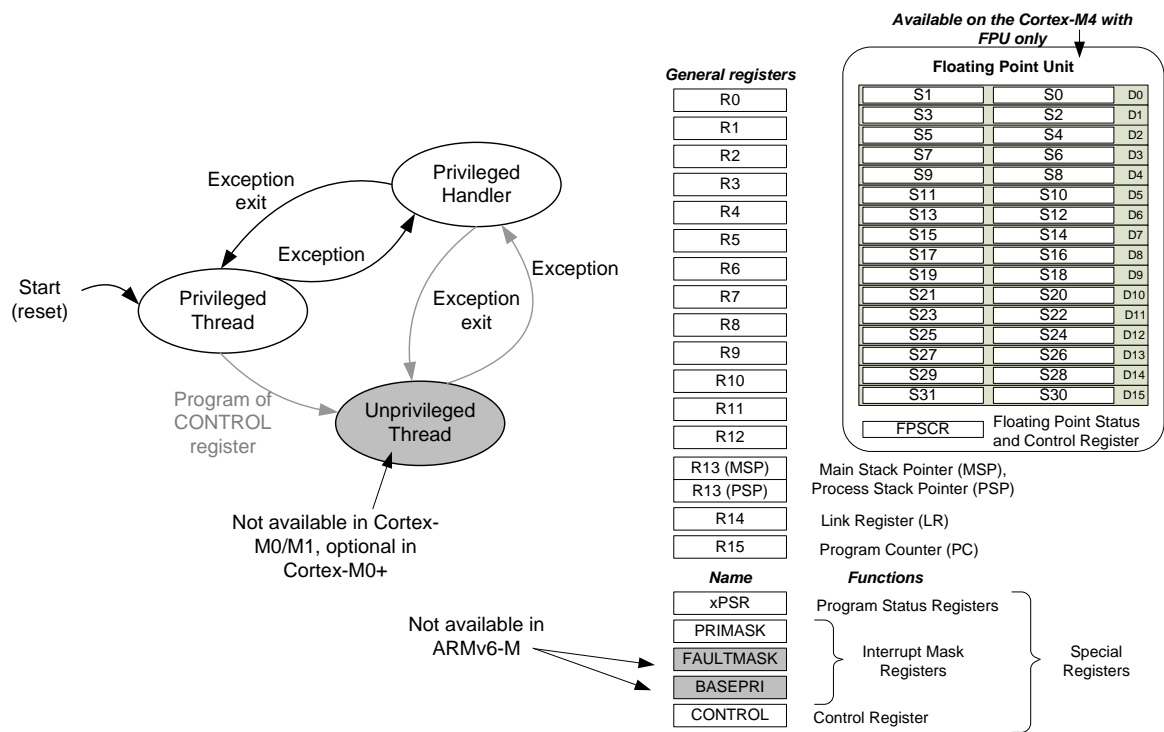 Available on the Cortex-M4 with
FPU only
Exception
exit
Privileged
Handler
Exception
Start
(reset)
Privileged
Thread
Exception
exit
Exception
Program of
CONTROL
register
Unprivileged
Thread
Not available in Cortex-
M0/M1, optional in
Cortex-M0+
General registers
R0
R1
R2
R3
R4
R5
R6
R7
R8
R9
R10
R11
R12
R13 (MSP)
R13 (PSP)
Main Stack Pointer (MSP),
Process Stack Pointer (PSP)
R14
Link Register (LR)
R15
Program Counter (PC)
Floating Point Unit
S1 S0 D0
S3 S2 D1
S5 S4 D2
S7 S6 D3
S9 S8 D4
S11 S10 D5
S13 S12 D6
S15 S14 D7
S17 S16 D8
S19 S18 D9
S21 S20 D10
S23 S22 D11
S25 S24 D12
S27 S26 D13
S29 S28 D14
S31 S30 D15
FPSCR
Floating Point Status
and Control Register
Name Functions
xPSR Program Status Registers
PRIMASK
FAULTMASK
BASEPRI
Interrupt Mask
Registers
CONTROL Control Register
Special
Registers
Not available in
ARMv6-M